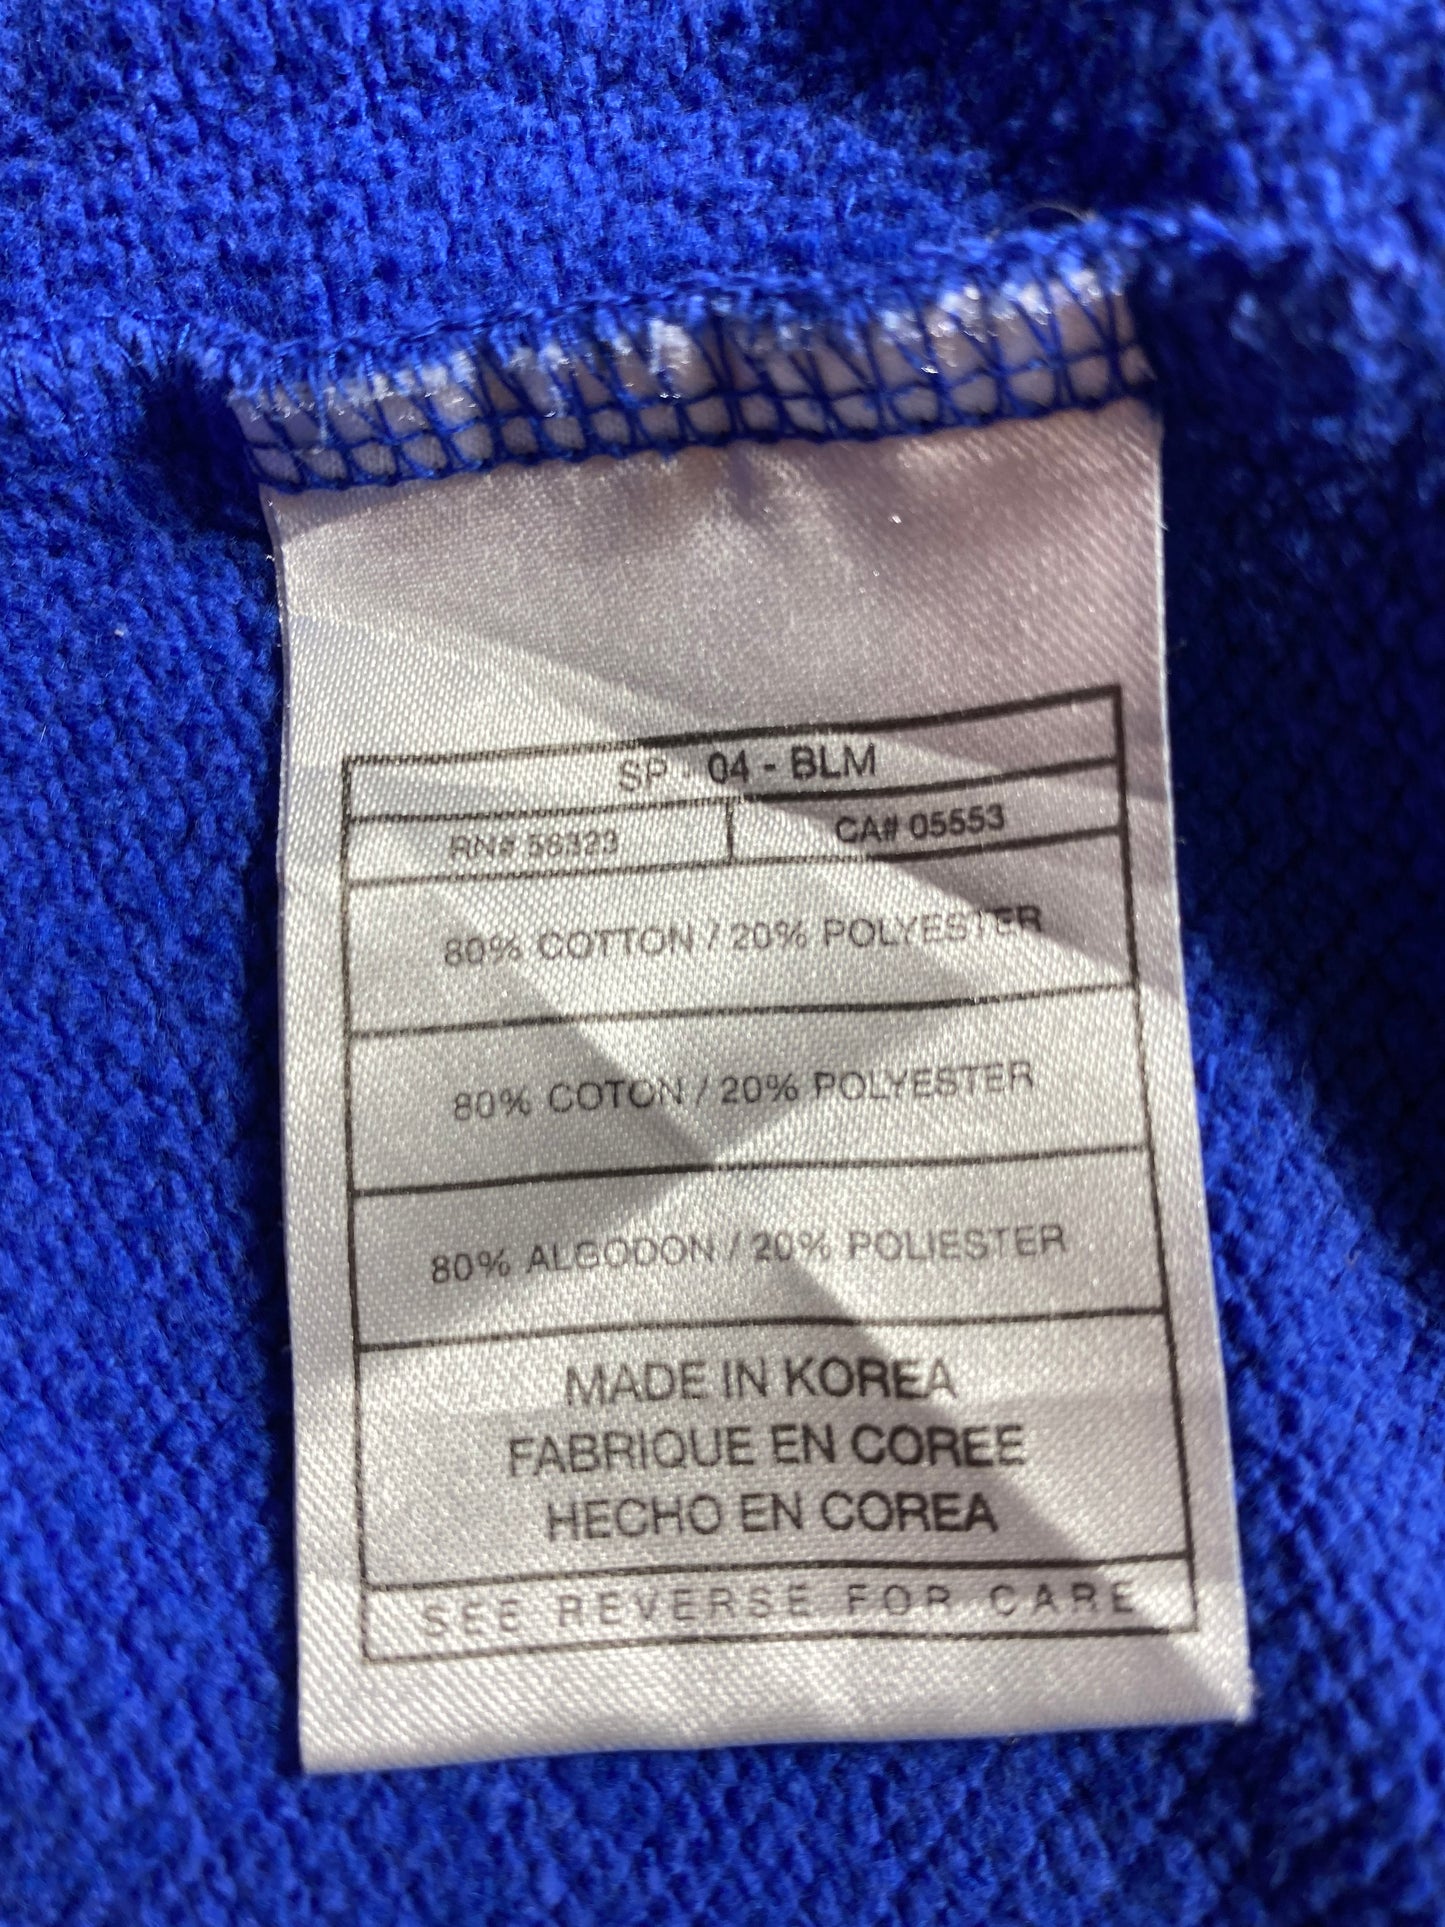 SP - 04 - BLM
RN# 56323 CA# 05553
80% COTTON / 20% POLYESTER
80% COTON / 20% POLYESTER
80% ALGODON / 20% POLIESTER
MADE IN KOREA
FABRIQUE EN COREE
HECHO EN COREA
SEE REVERSE FOR CARE